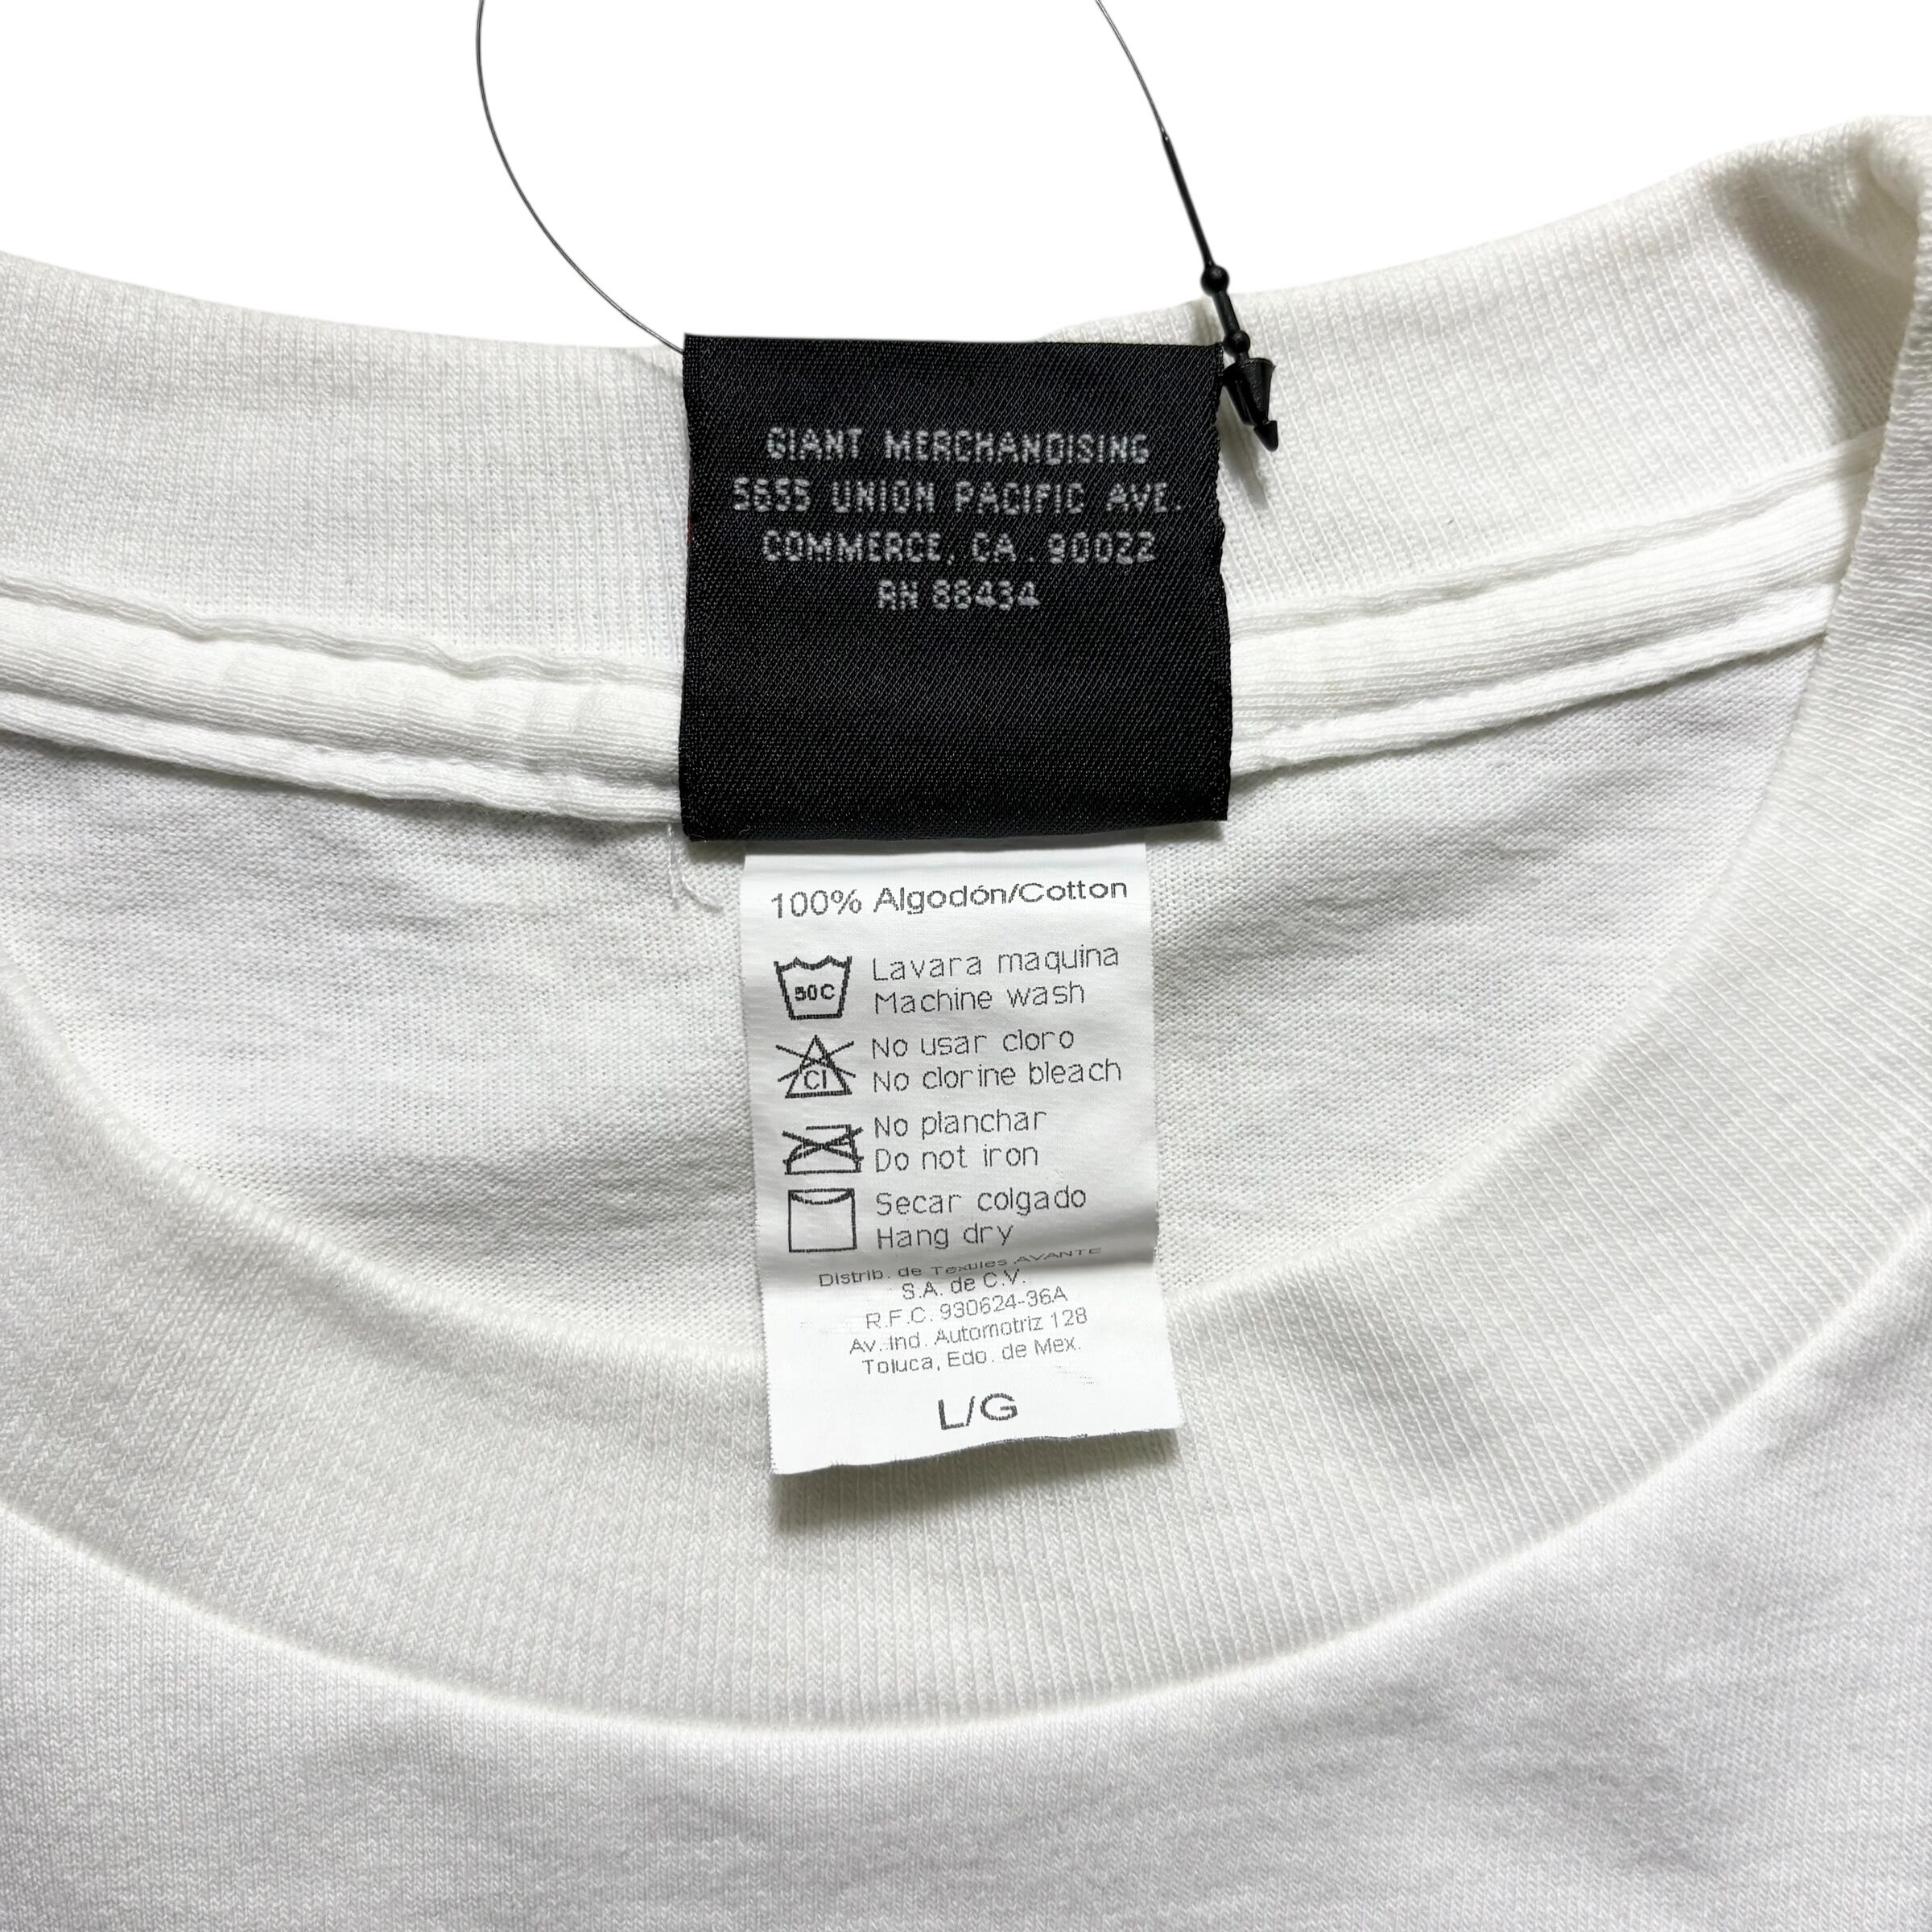 GIANT MERCHANDISING
5655 UNION PACIFIC AVE.
COMMERCE, CA. 90022
RN 88434
100% Algodón/Cotton
50C
Lavara maquina
Machine wash
Cl
No usar cloro
No clorine bleach
No planchar
Do not iron
Secar colgado
Hang dry
Distrib. de Textiles AVANTE
S.A. de C.V.
R.F.C. 930624-36A
Av. Ind. Automotriz 128
Toluca, Edo. de Mex.
L/G